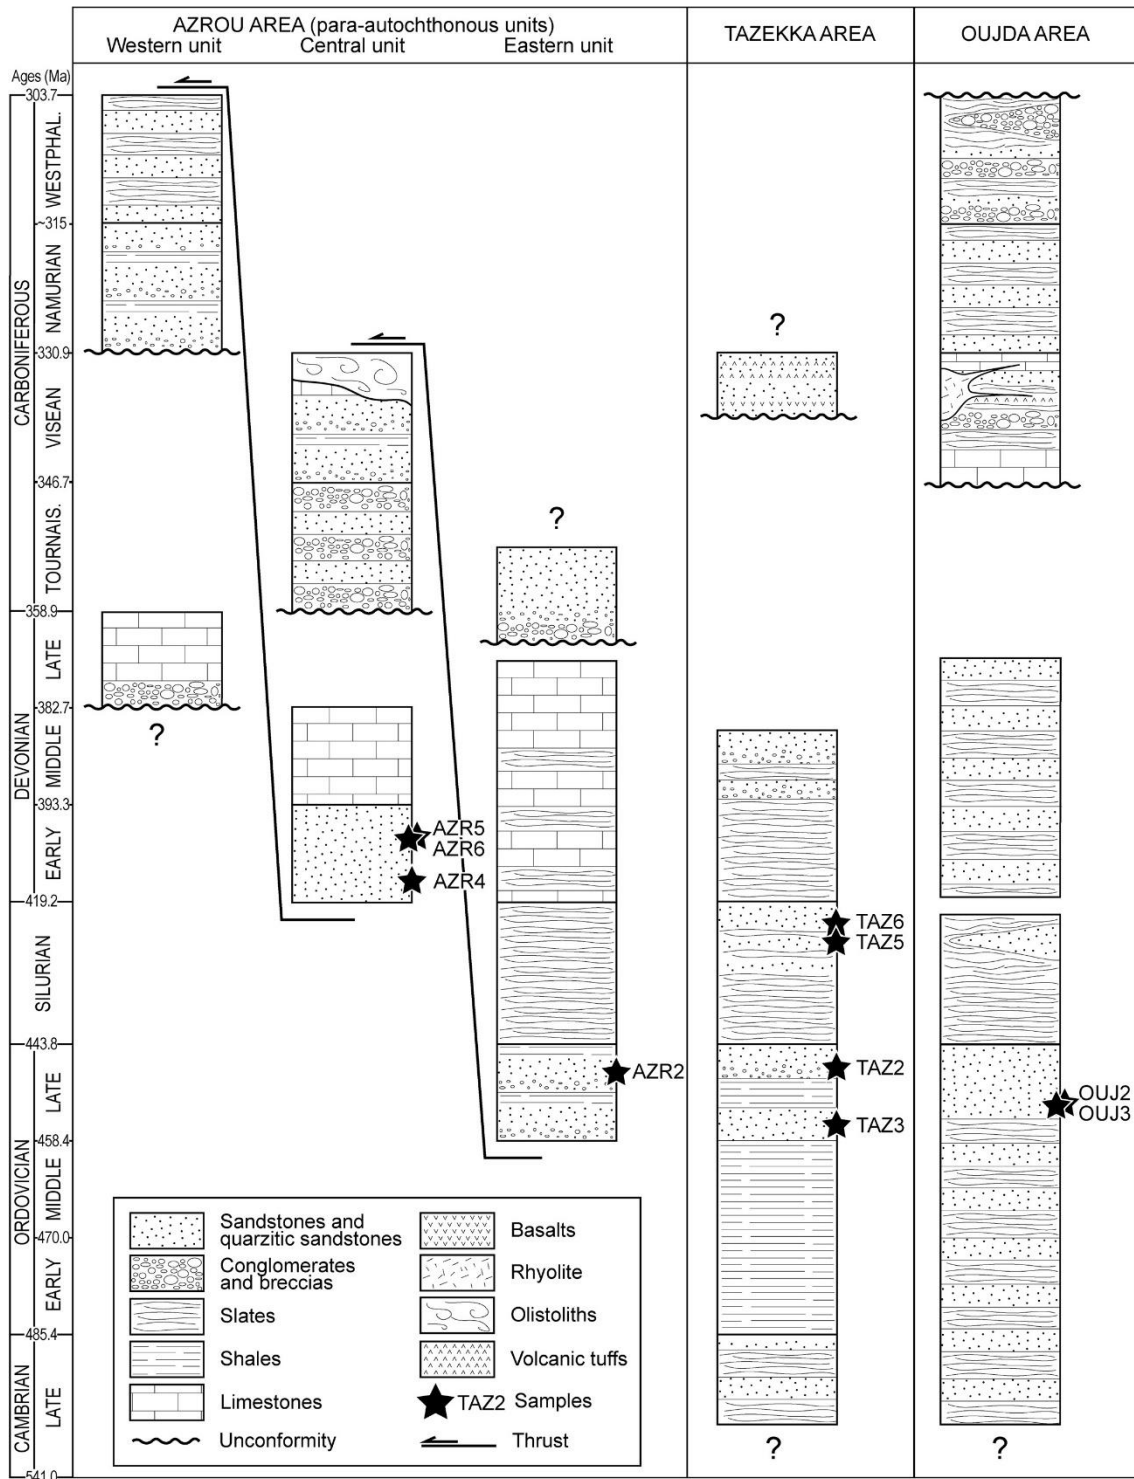 AZROU AREA (para-autochthonous units)
Western unit
Central unit
Eastern unit
TAZEKKA AREA
OUJDA AREA
Ages (Ma)
303.7
~315
330.9
346.7
358.9
382.7
393.3
419.2
443.8
458.4
470.0
485.4
541.0
CARBONIFEROUS
WESTPHAL.
NAMURIAN
VISEAN
TOURNAIS.
DEVONIAN
LATE
MIDDLE
EARLY
SILURIAN
ORDOVICIAN
LATE
MIDDLE
EARLY
CAMBRIAN
LATE
?
?
?
AZR5
AZR6
AZR4
AZR2
TAZ6
TAZ5
TAZ2
TAZ3
OUJ2
OUJ3
?
?
Sandstones and
quarzitic sandstones
Conglomerates
and breccias
Slates
Shales
Limestones
Unconformity
Basalts
Rhyolite
Olistoliths
Volcanic tuffs
TAZ2 Samples
Thrust